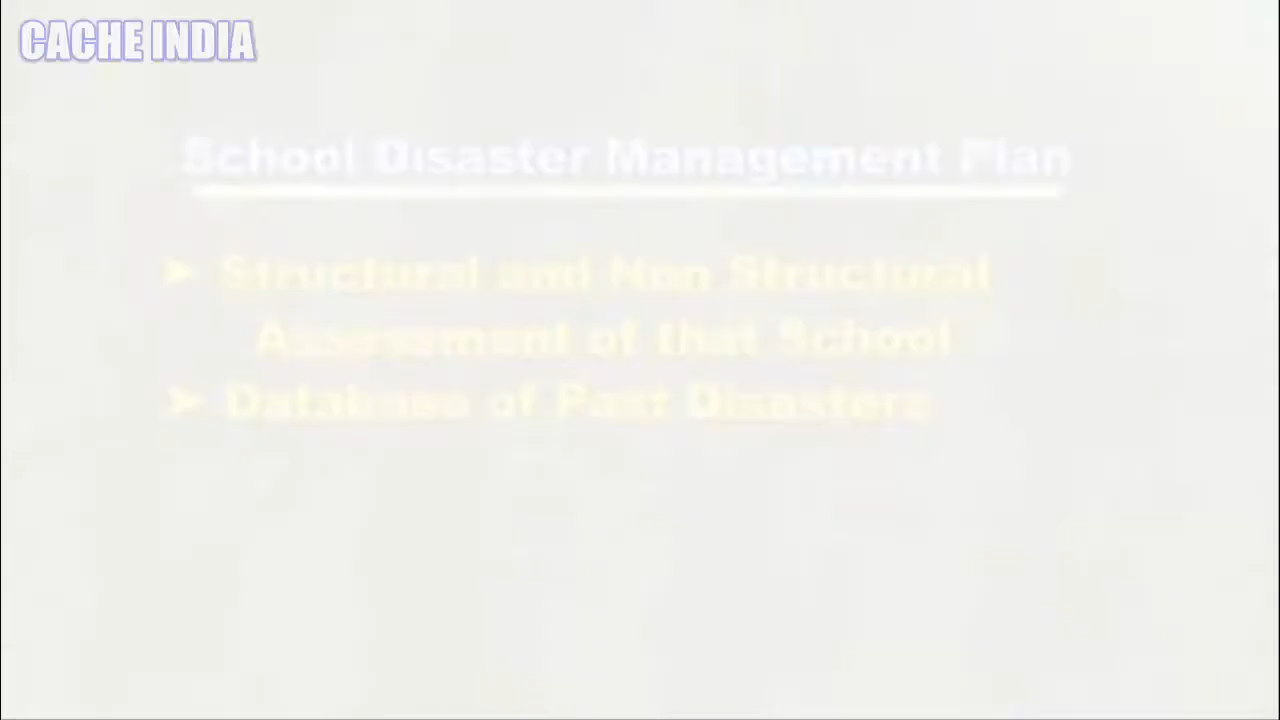 CACHE INDIA
School Disaster Management Plan
➤ Structural and Non Structural
Assessment of that School
➤ Database of Past Disasters